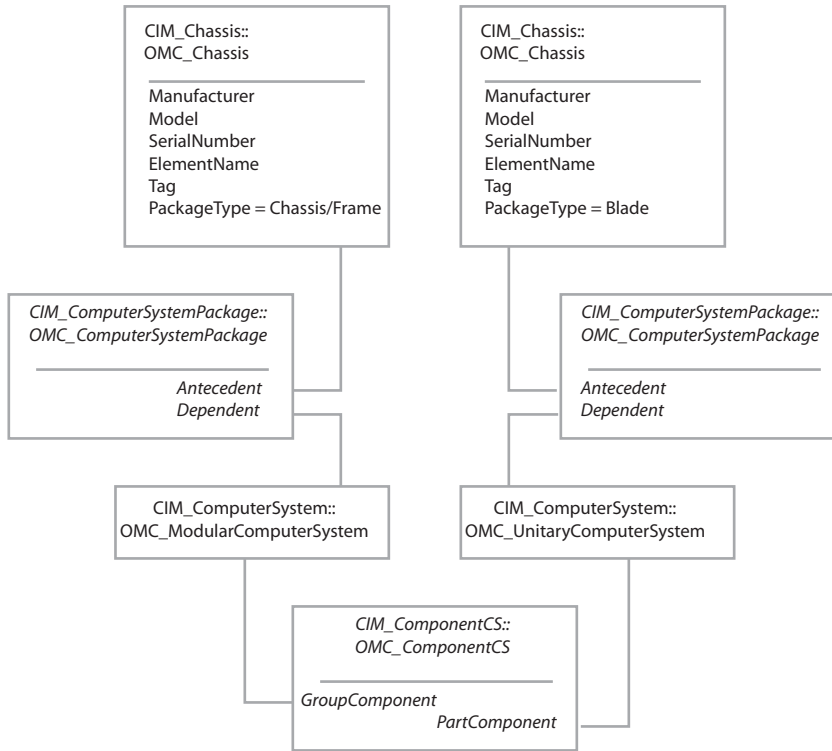 CIM_Chassis::
OMC_Chassis
Manufacturer
Model
SerialNumber
ElementName
Tag
PackageType = Chassis/Frame
CIM_Chassis::
OMC_Chassis
Manufacturer
Model
SerialNumber
ElementName
Tag
PackageType = Blade
CIM_ComputerSystemPackage::
OMC_ComputerSystemPackage
Antecedent
Dependent
CIM_ComputerSystemPackage::
OMC_ComputerSystemPackage
Antecedent
Dependent
CIM_ComputerSystem::
OMC_ModularComputerSystem
CIM_ComputerSystem::
OMC_UnitaryComputerSystem
CIM_ComponentCS::
OMC_ComponentCS
GroupComponent
PartComponent